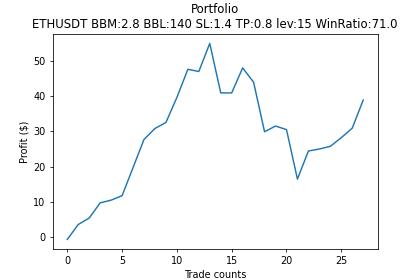 Portfolio
ETHUSDT BBM:2.8 BBL:140 SL:1.4 TP:0.8 lev:15 WinRatio:71.0
50
40
30
20
10
0
Profit ($)
0 5 10 15 20 25
Trade counts